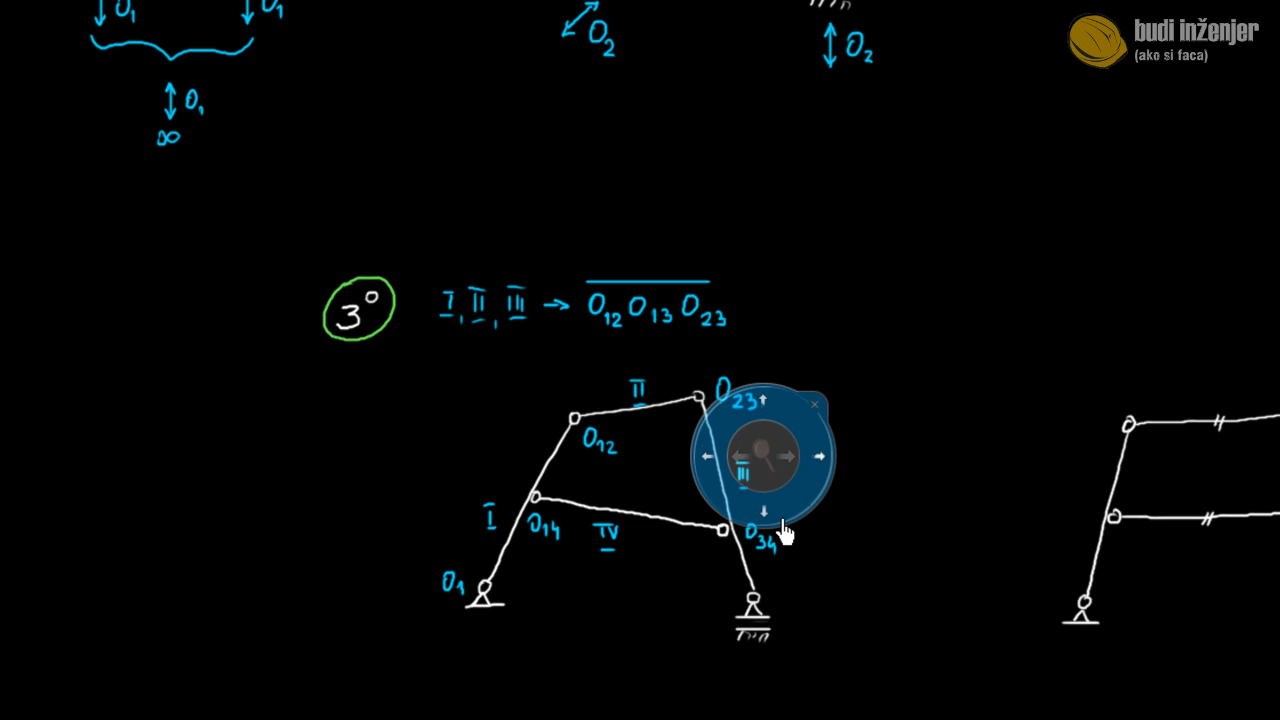 O₁ O₁
budi inženjer
(ako si faca)
O₂ O₂
O₁
∞
3° I, II, III → O₁₂ O₁₃ O₂₃
II O₂₃
O₁₂
III
I O₁₄ IV O₃₄
O₁